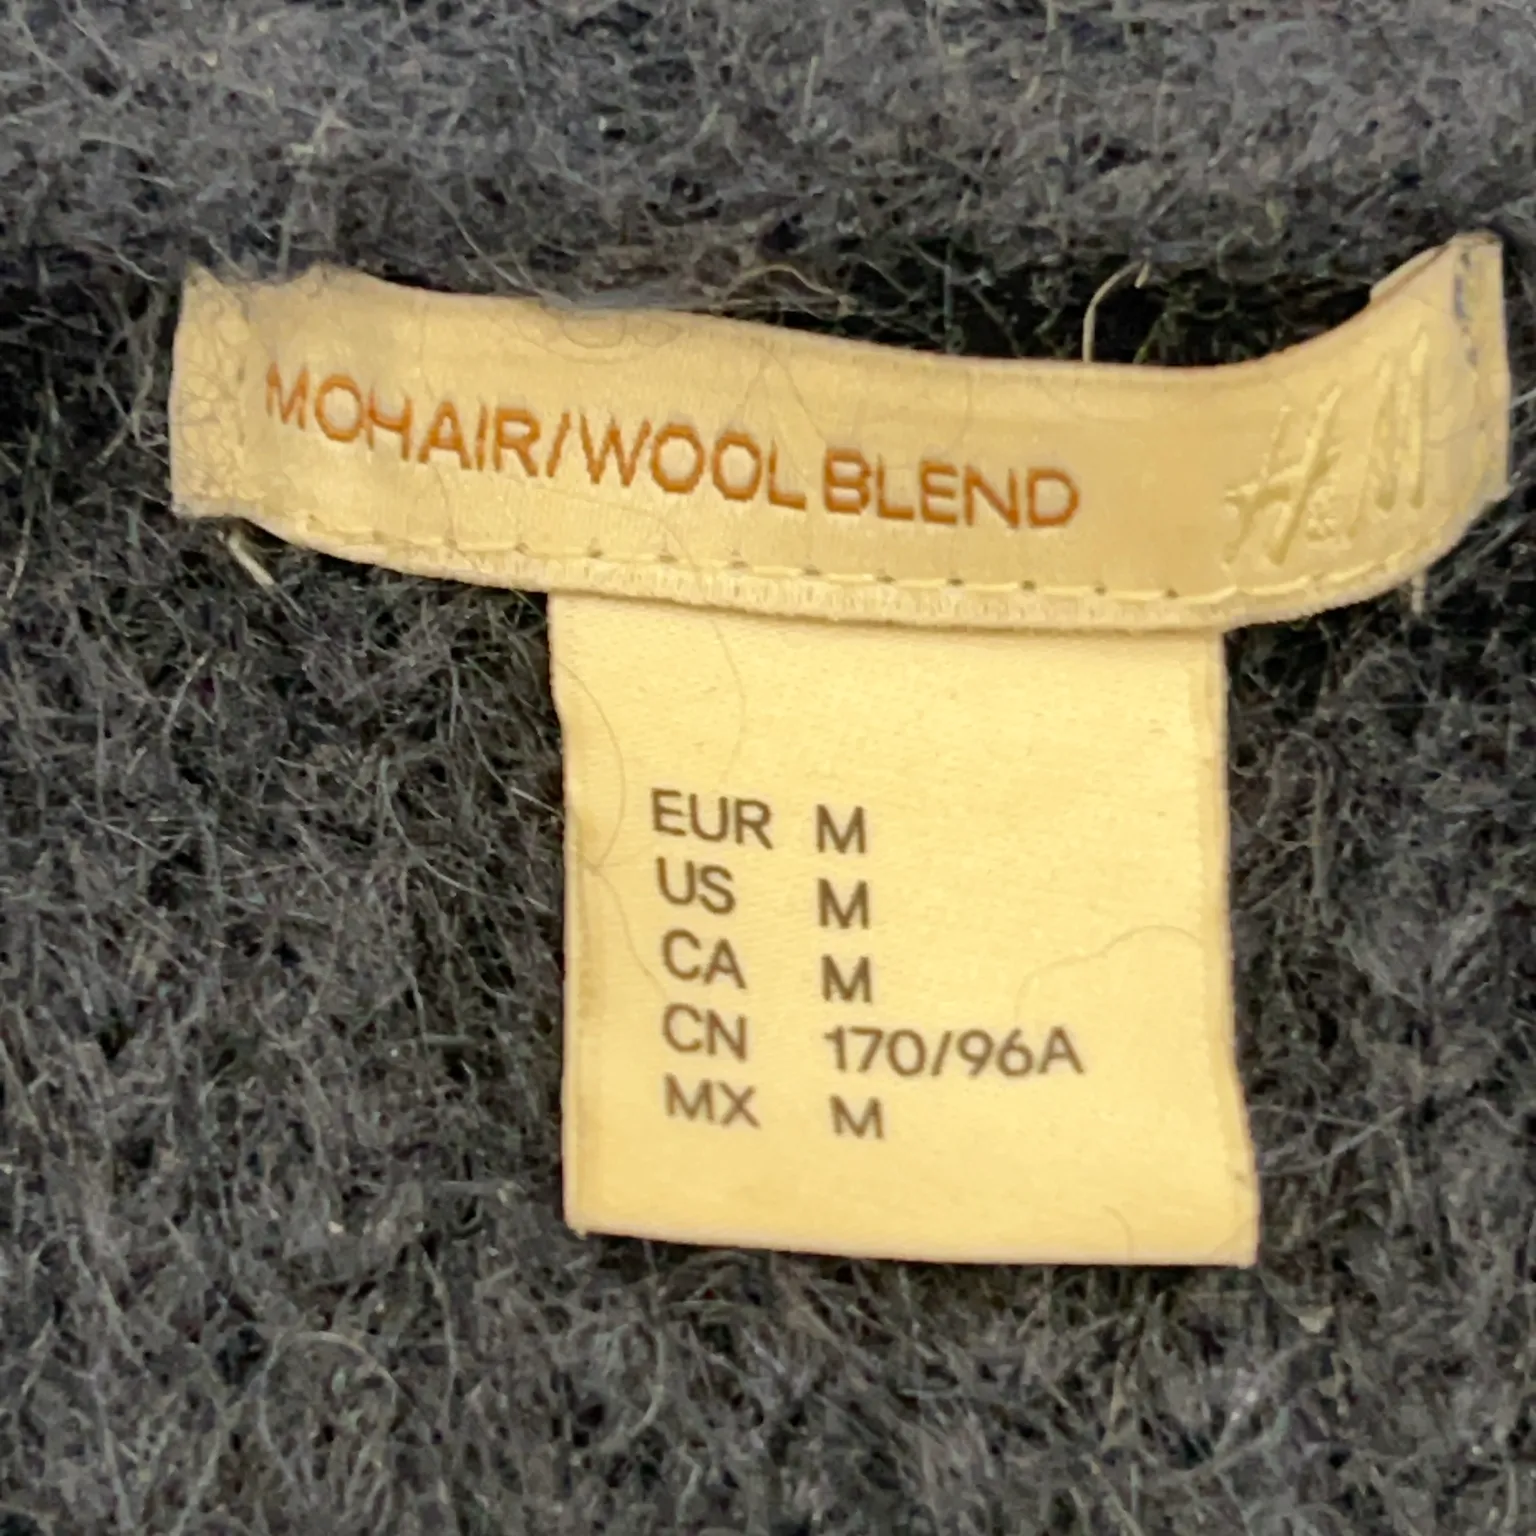 MOHAIR/WOOL BLEND
H&M
EUR M
US M
CA M
CN 170/96A
MX M